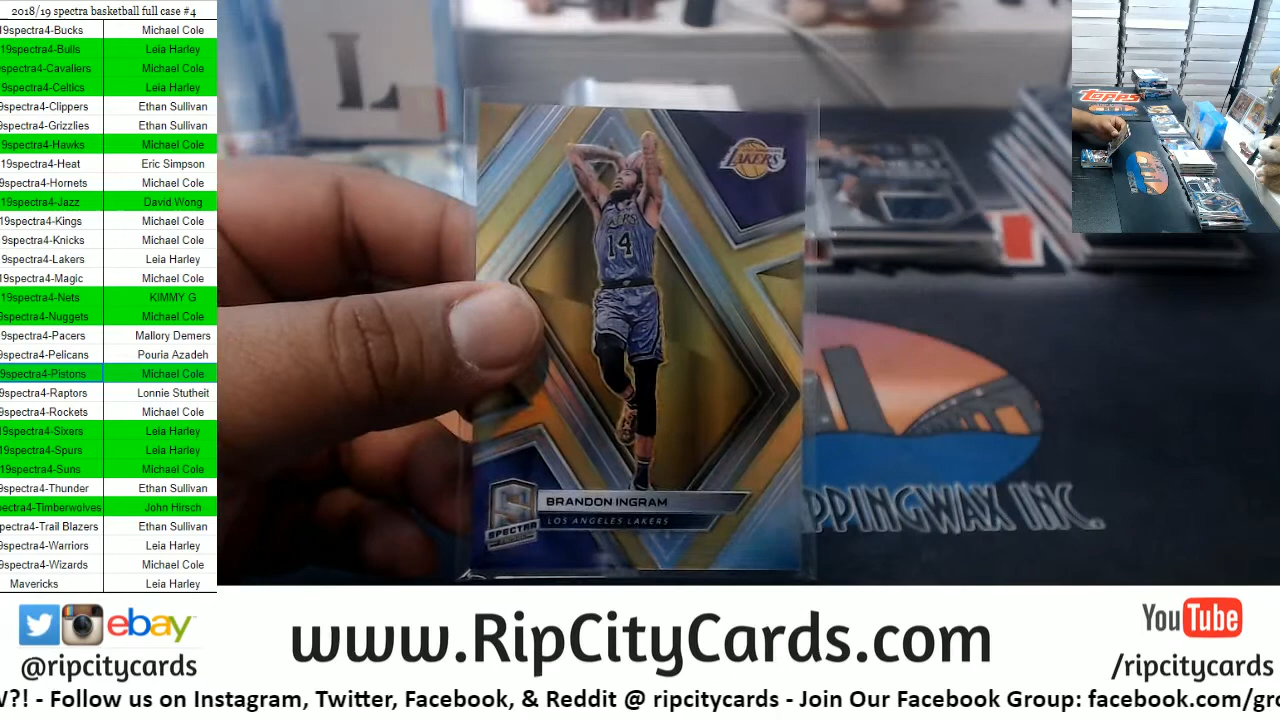 2018/19 spectra basketball full case #4
19spectra4-Bucks Michael Cole
19spectra4-Bulls Leia Harley
spectra4-Cavaliers Michael Cole
9spectra4-Celtics Leia Harley
9spectra4-Clippers Ethan Sullivan
9spectra4-Grizzlies Ethan Sullivan
9spectra4-Hawks Michael Cole
19spectra4-Heat Eric Simpson
9spectra4-Hornets Michael Cole
19spectra4-Jazz David Wong
19spectra4-Kings Michael Cole
9spectra4-Knicks Michael Cole
9spectra4-Lakers Leia Harley
19spectra4-Magic Michael Cole
19spectra4-Nets KIMMY G
9spectra4-Nuggets Michael Cole
9spectra4-Pacers Mallory Demers
9spectra4-Pelicans Pouria Azadeh
9spectra4-Pistons Michael Cole
9spectra4-Raptors Lonnie Stutheit
9spectra4-Rockets Michael Cole
19spectra4-Sixers Leia Harley
9spectra4-Spurs Leia Harley
19spectra4-Suns Michael Cole
9spectra4-Thunder Ethan Sullivan
ectra4-Timberwolves John Hirsch
spectra4-Trail Blazers Ethan Sullivan
9spectra4-Warriors Leia Harley
9spectra4-Wizards Michael Cole
Mavericks Leia Harley
TOPPS
LAKERS
LAKERS
14
BRANDON INGRAM
LOS ANGELES LAKERS
SPECTRA
PPINGWAX INC.
ebay
@ripcitycards
www.RipCityCards.com
YouTube
/ripcitycards
W?! - Follow us on Instagram, Twitter, Facebook, & Reddit @ ripcitycards - Join Our Facebook Group: facebook.com/gro